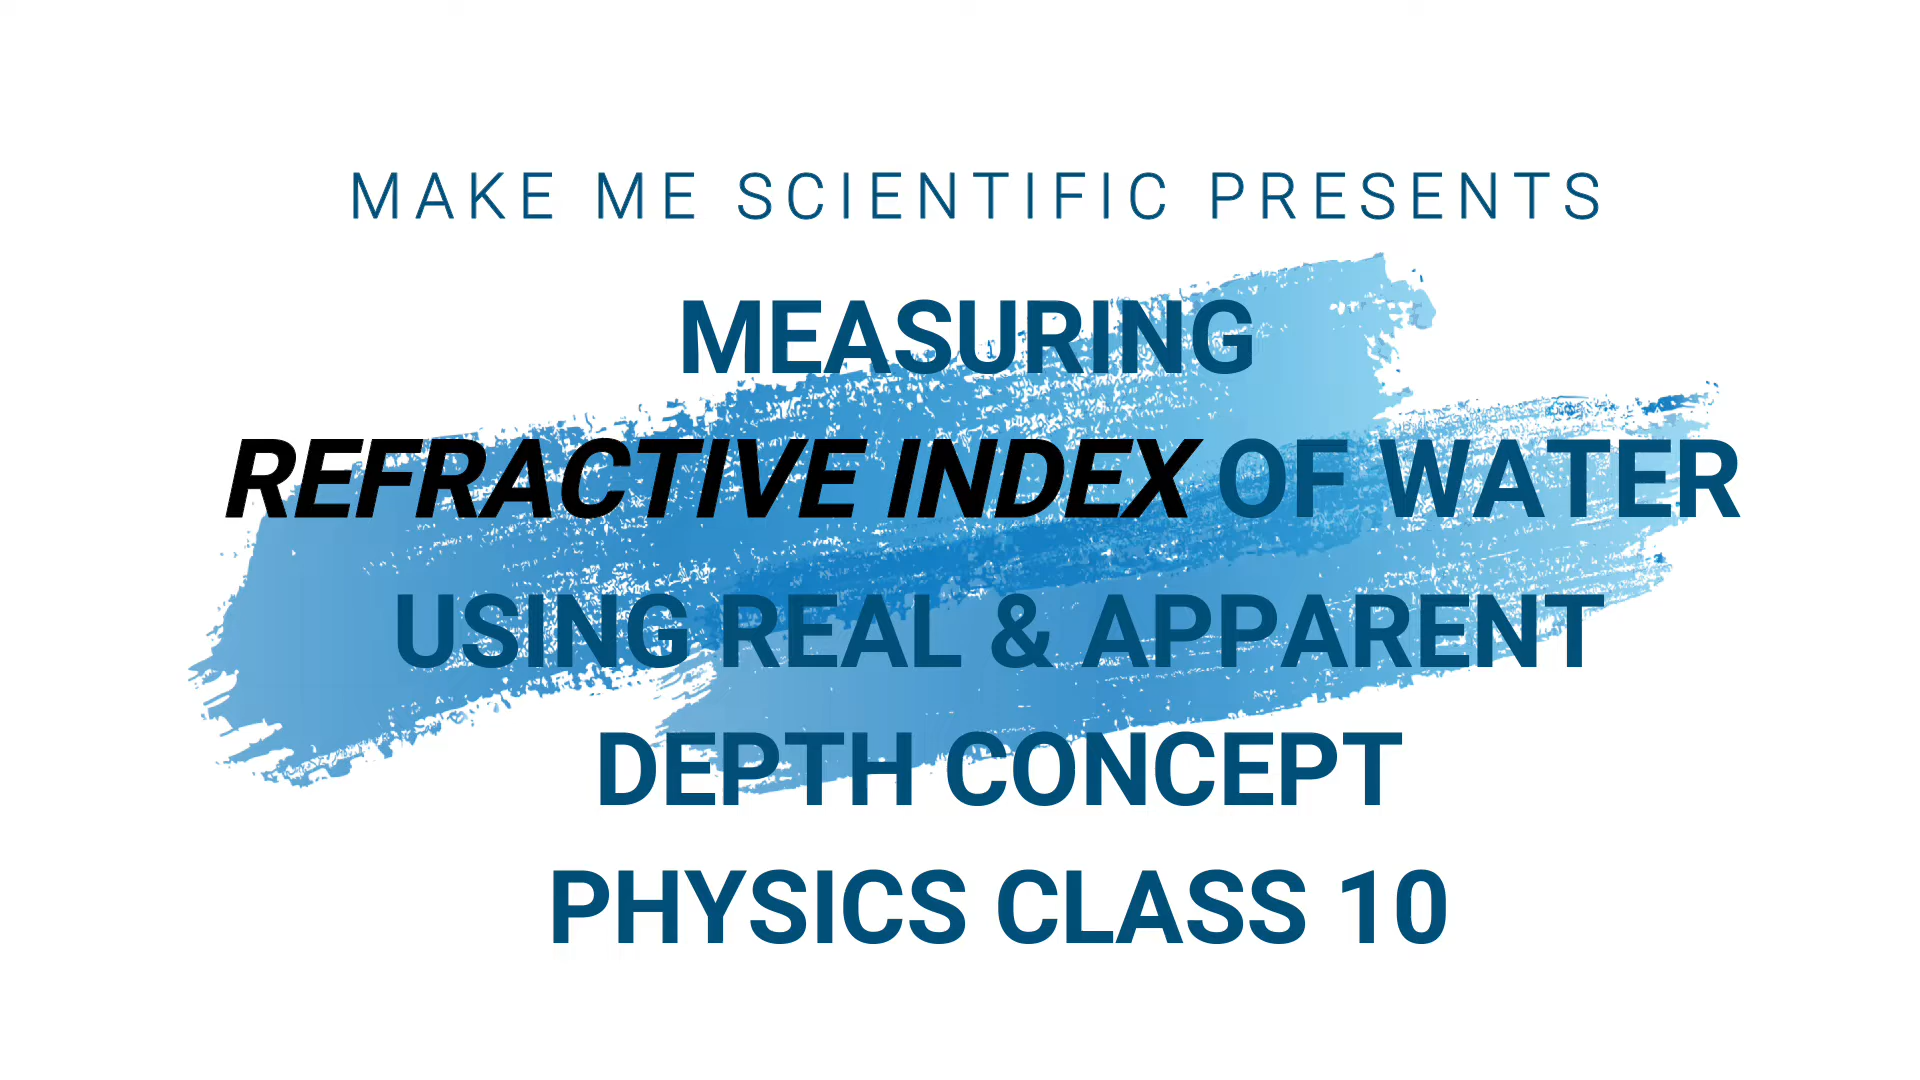 MAKE ME SCIENTIFIC PRESENTS
MEASURING
REFRACTIVE INDEX OF WATER
USING REAL & APPARENT
DEPTH CONCEPT
PHYSICS CLASS 10